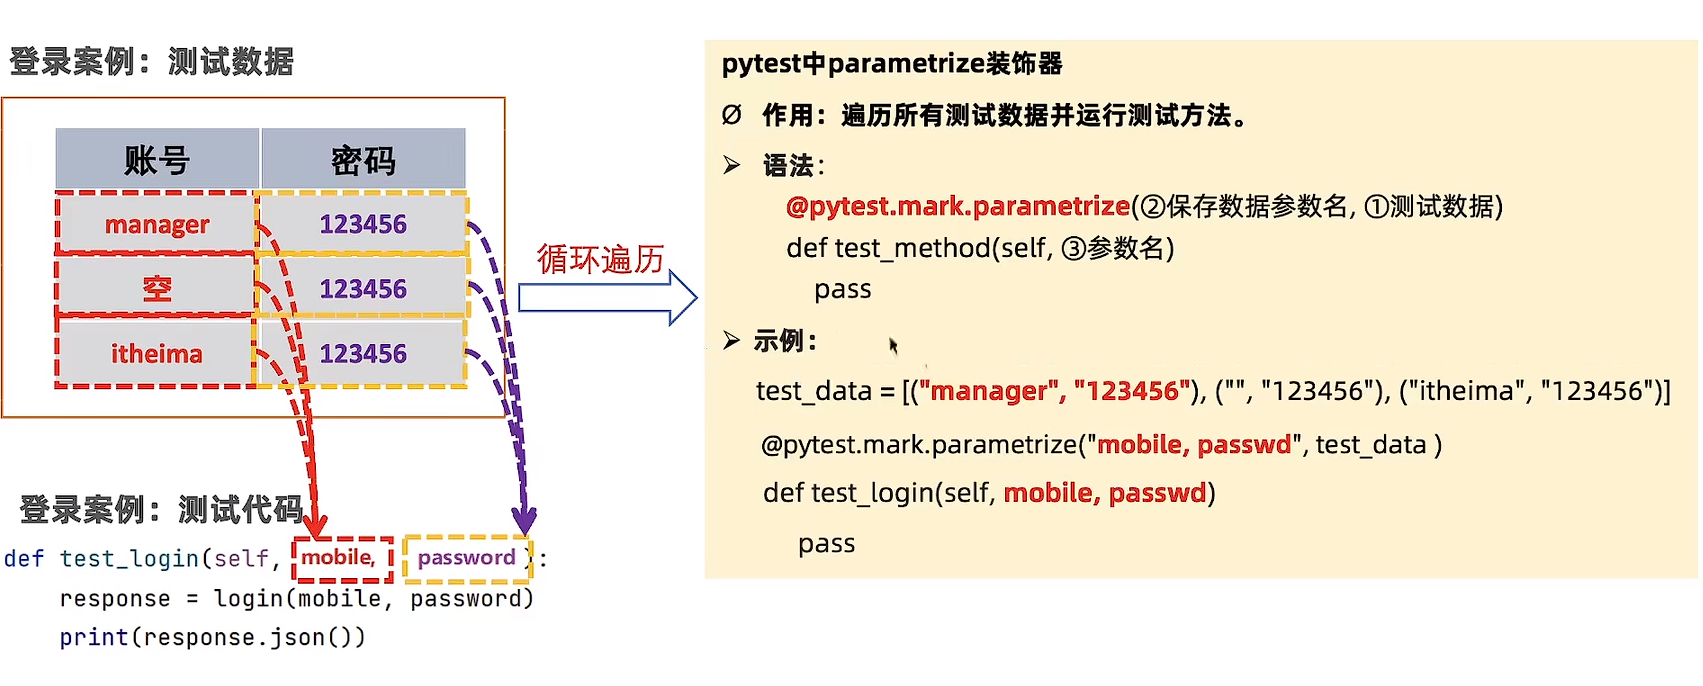 登录案例：测试数据
账号 密码
manager 123456
空 123456
itheima 123456
循环遍历
登录案例：测试代码
def test_login(self, mobile, password ):
response = login(mobile, password)
print(response.json())
pytest中parametrize装饰器
Ø 作用：遍历所有测试数据并运行测试方法。
➢ 语法：
@pytest.mark.parametrize(②保存数据参数名, ①测试数据)
def test_method(self, ③参数名)
pass
➢ 示例：
test_data = [("manager", "123456"), ("", "123456"), ("itheima", "123456")]
@pytest.mark.parametrize("mobile, passwd", test_data )
def test_login(self, mobile, passwd)
pass